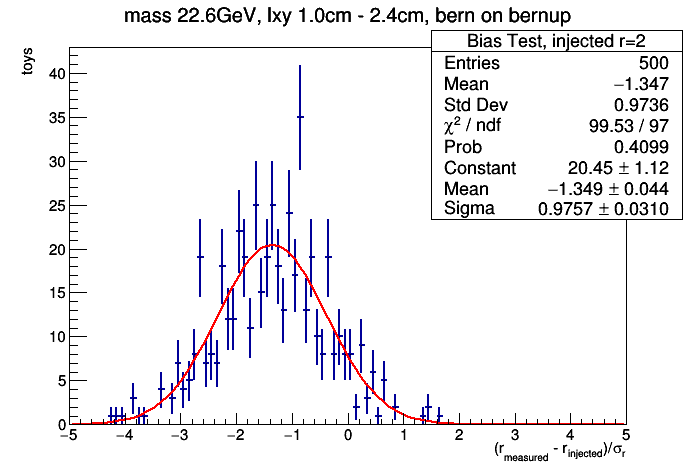 mass 22.6GeV, lxy 1.0cm - 2.4cm, bern on bernup
Bias Test, injected r=2
Entries 500
Mean −1.347
Std Dev 0.9736
χ² / ndf 99.53 / 97
Prob 0.4099
Constant 20.45 ± 1.12
Mean −1.349 ± 0.044
Sigma 0.9757 ± 0.0310
toys
40
35
30
25
20
15
10
5
0
−5 −4 −3 −2 −1 0 1 2 3 4 5
(r_measured - r_injected)/σ_r